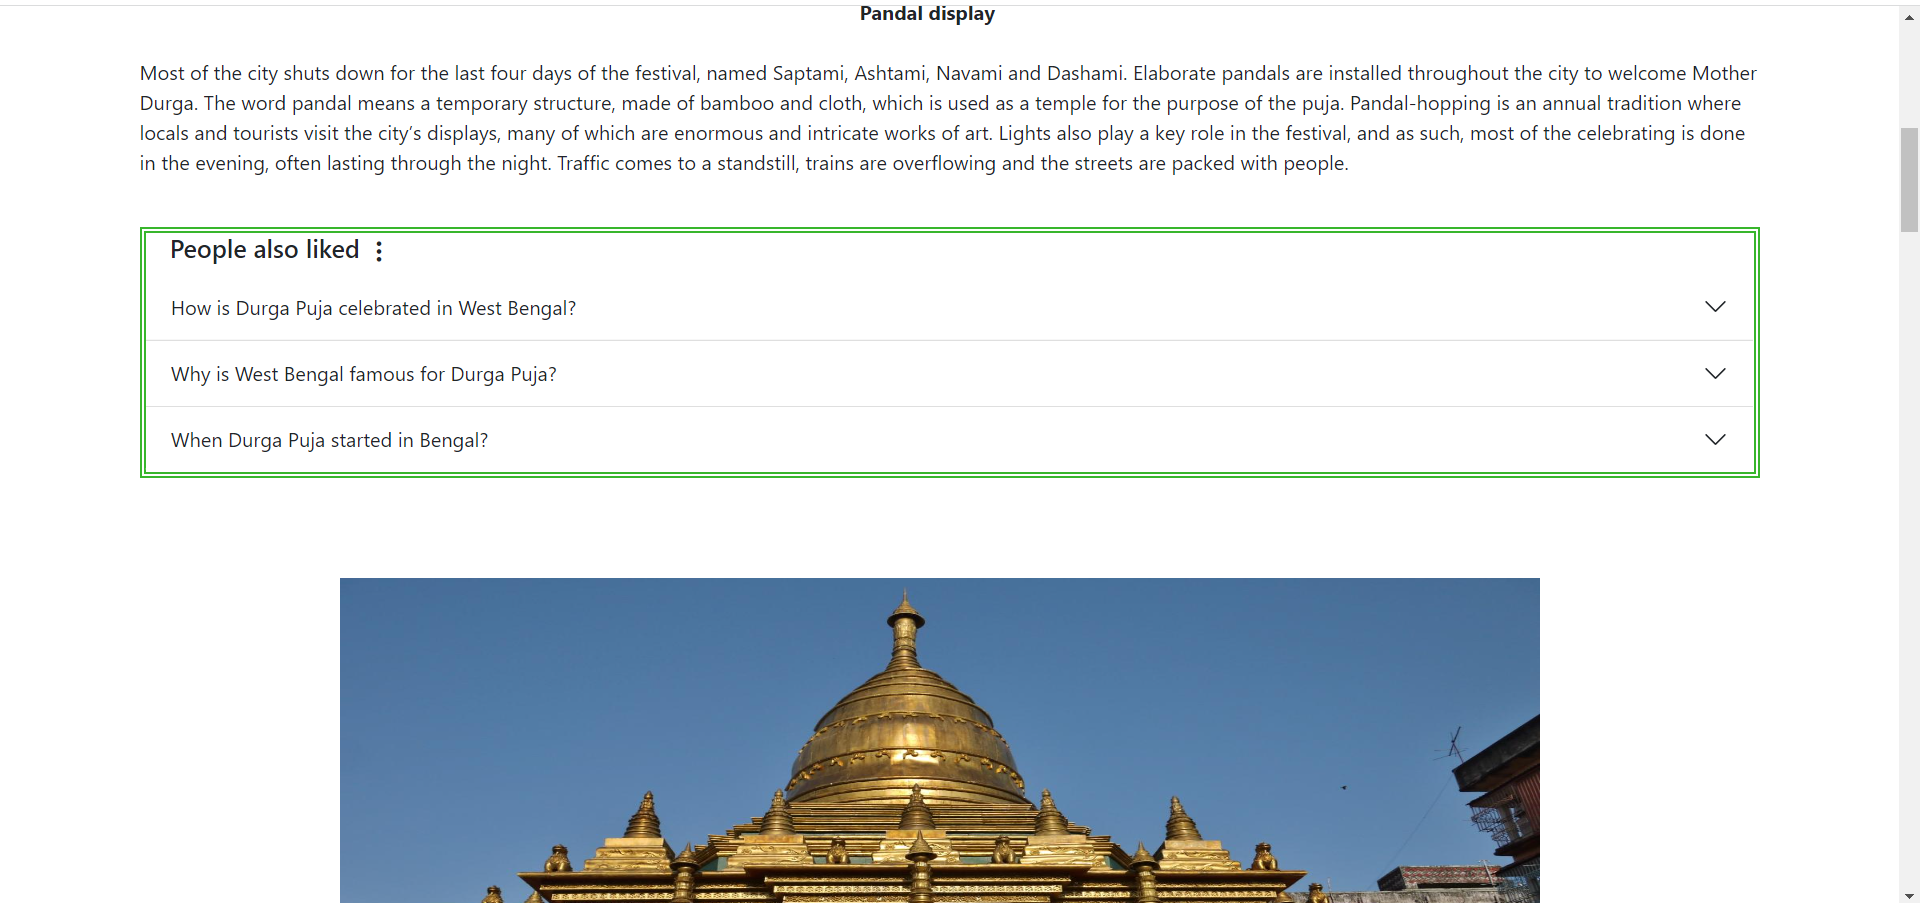 Pandal display
Most of the city shuts down for the last four days of the festival, named Saptami, Ashtami, Navami and Dashami. Elaborate pandals are installed throughout the city to welcome Mother
Durga. The word pandal means a temporary structure, made of bamboo and cloth, which is used as a temple for the purpose of the puja. Pandal-hopping is an annual tradition where
locals and tourists visit the city’s displays, many of which are enormous and intricate works of art. Lights also play a key role in the festival, and as such, most of the celebrating is done
in the evening, often lasting through the night. Traffic comes to a standstill, trains are overflowing and the streets are packed with people.
People also liked
How is Durga Puja celebrated in West Bengal?
Why is West Bengal famous for Durga Puja?
When Durga Puja started in Bengal?